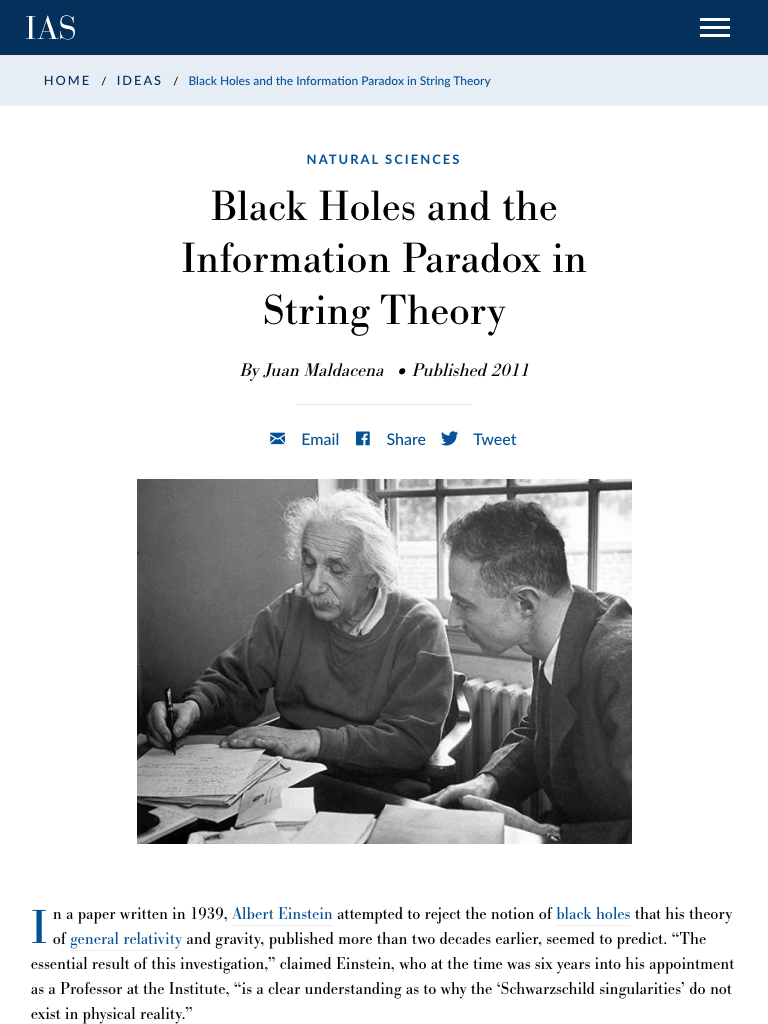 IAS
HOME / IDEAS / Black Holes and the Information Paradox in String Theory
NATURAL SCIENCES
Black Holes and the
Information Paradox in
String Theory
By Juan Maldacena • Published 2011
Email Share Tweet
In a paper written in 1939, Albert Einstein attempted to reject the notion of black holes that his theory
of general relativity and gravity, published more than two decades earlier, seemed to predict. “The
essential result of this investigation,” claimed Einstein, who at the time was six years into his appointment
as a Professor at the Institute, “is a clear understanding as to why the ‘Schwarzschild singularities’ do not
exist in physical reality.”